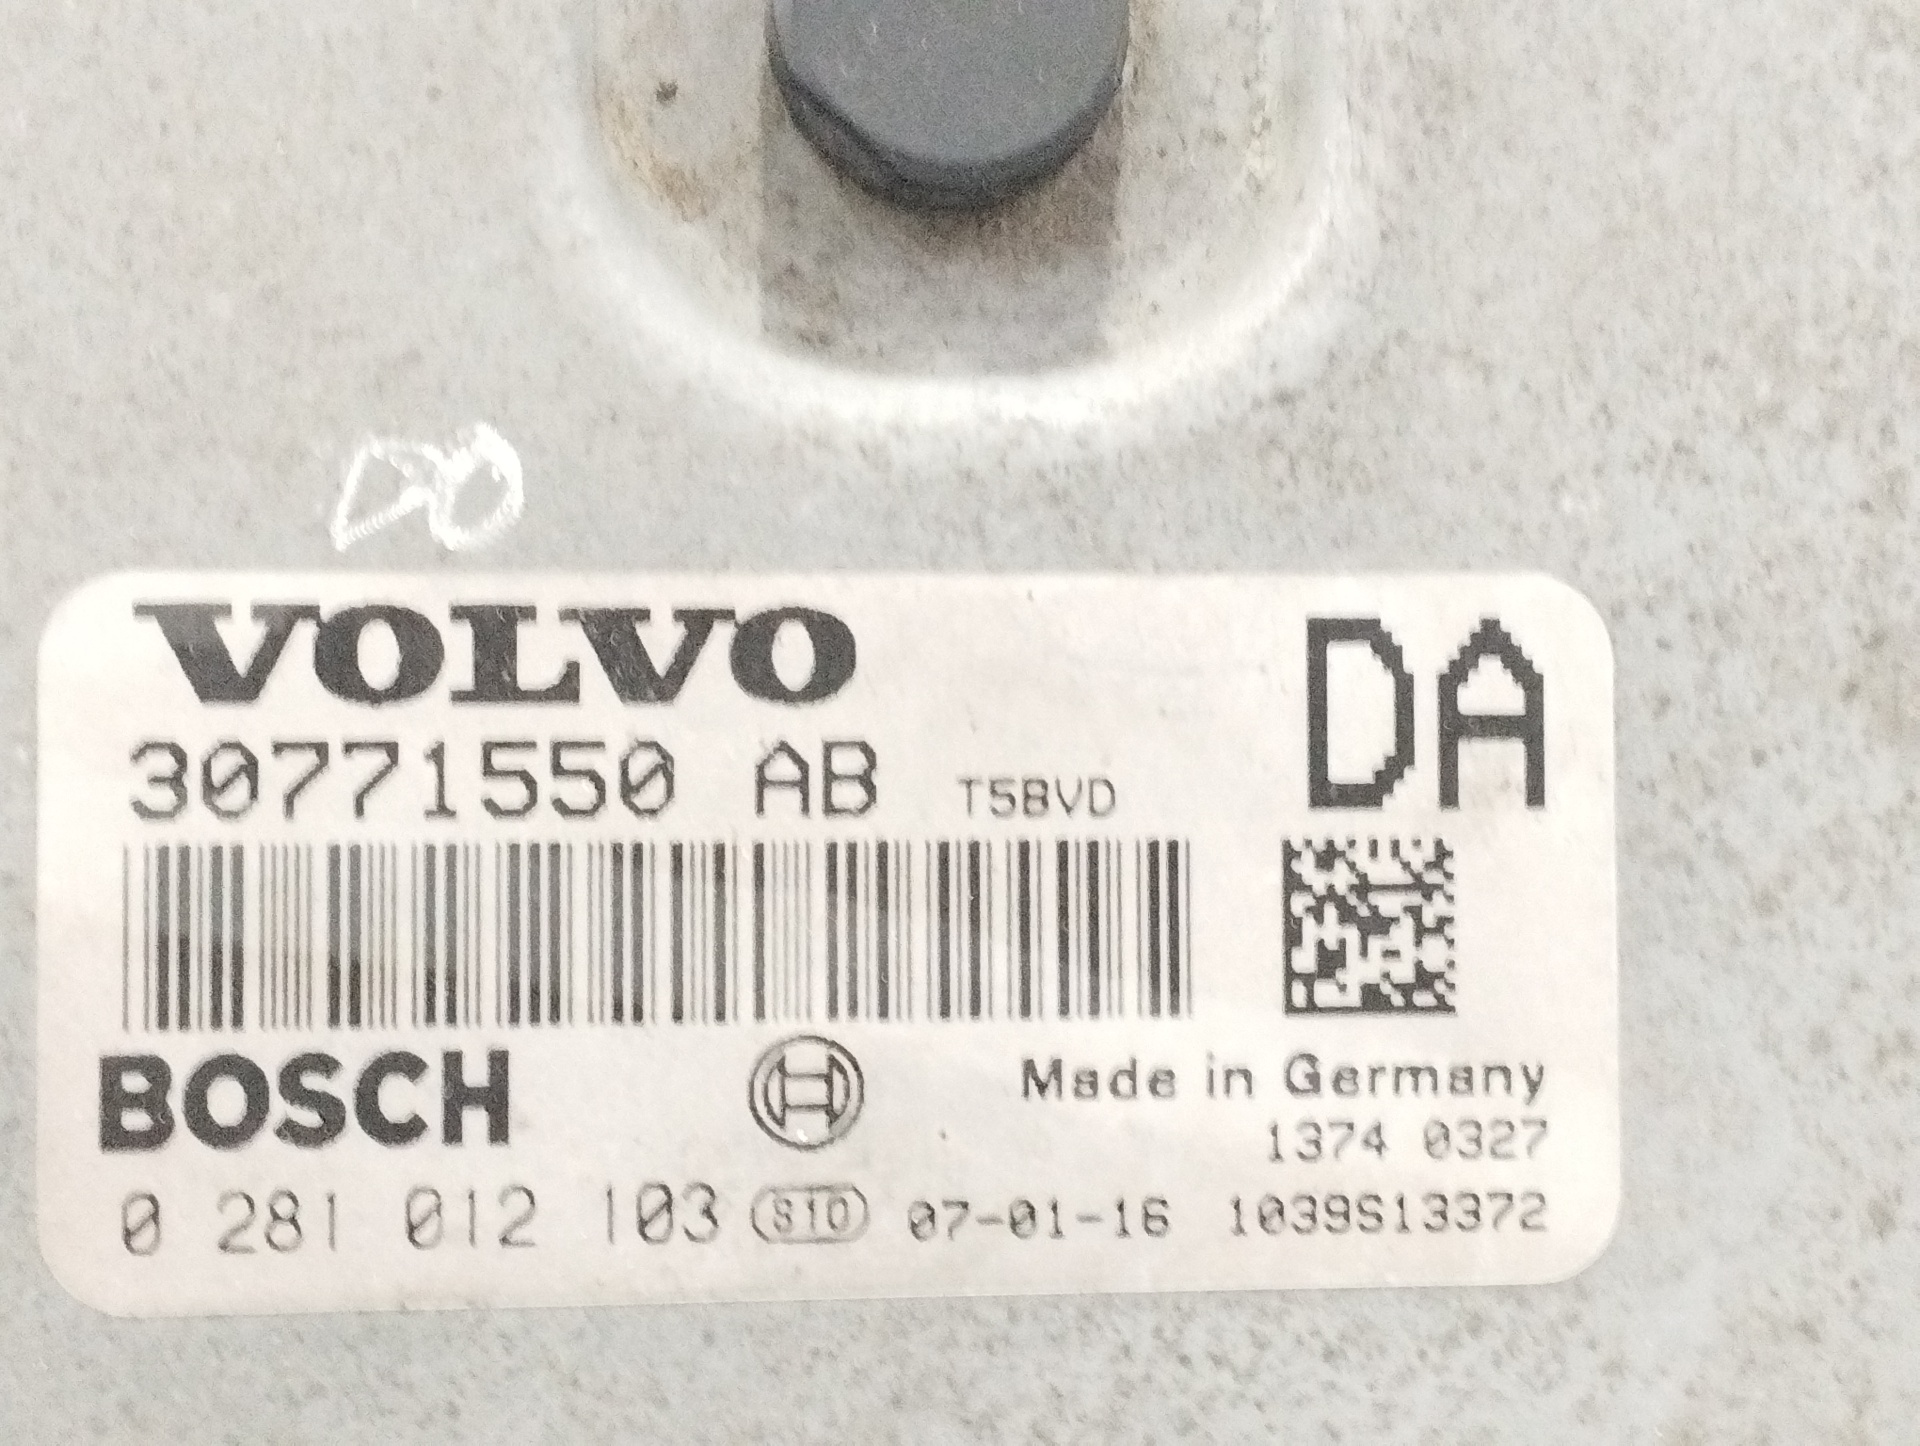 VOLVO
DA
30771550 AB T5BVD
BOSCH
Made in Germany
1374 0327
0 281 012 103 S10 07-01-16 1039S13372